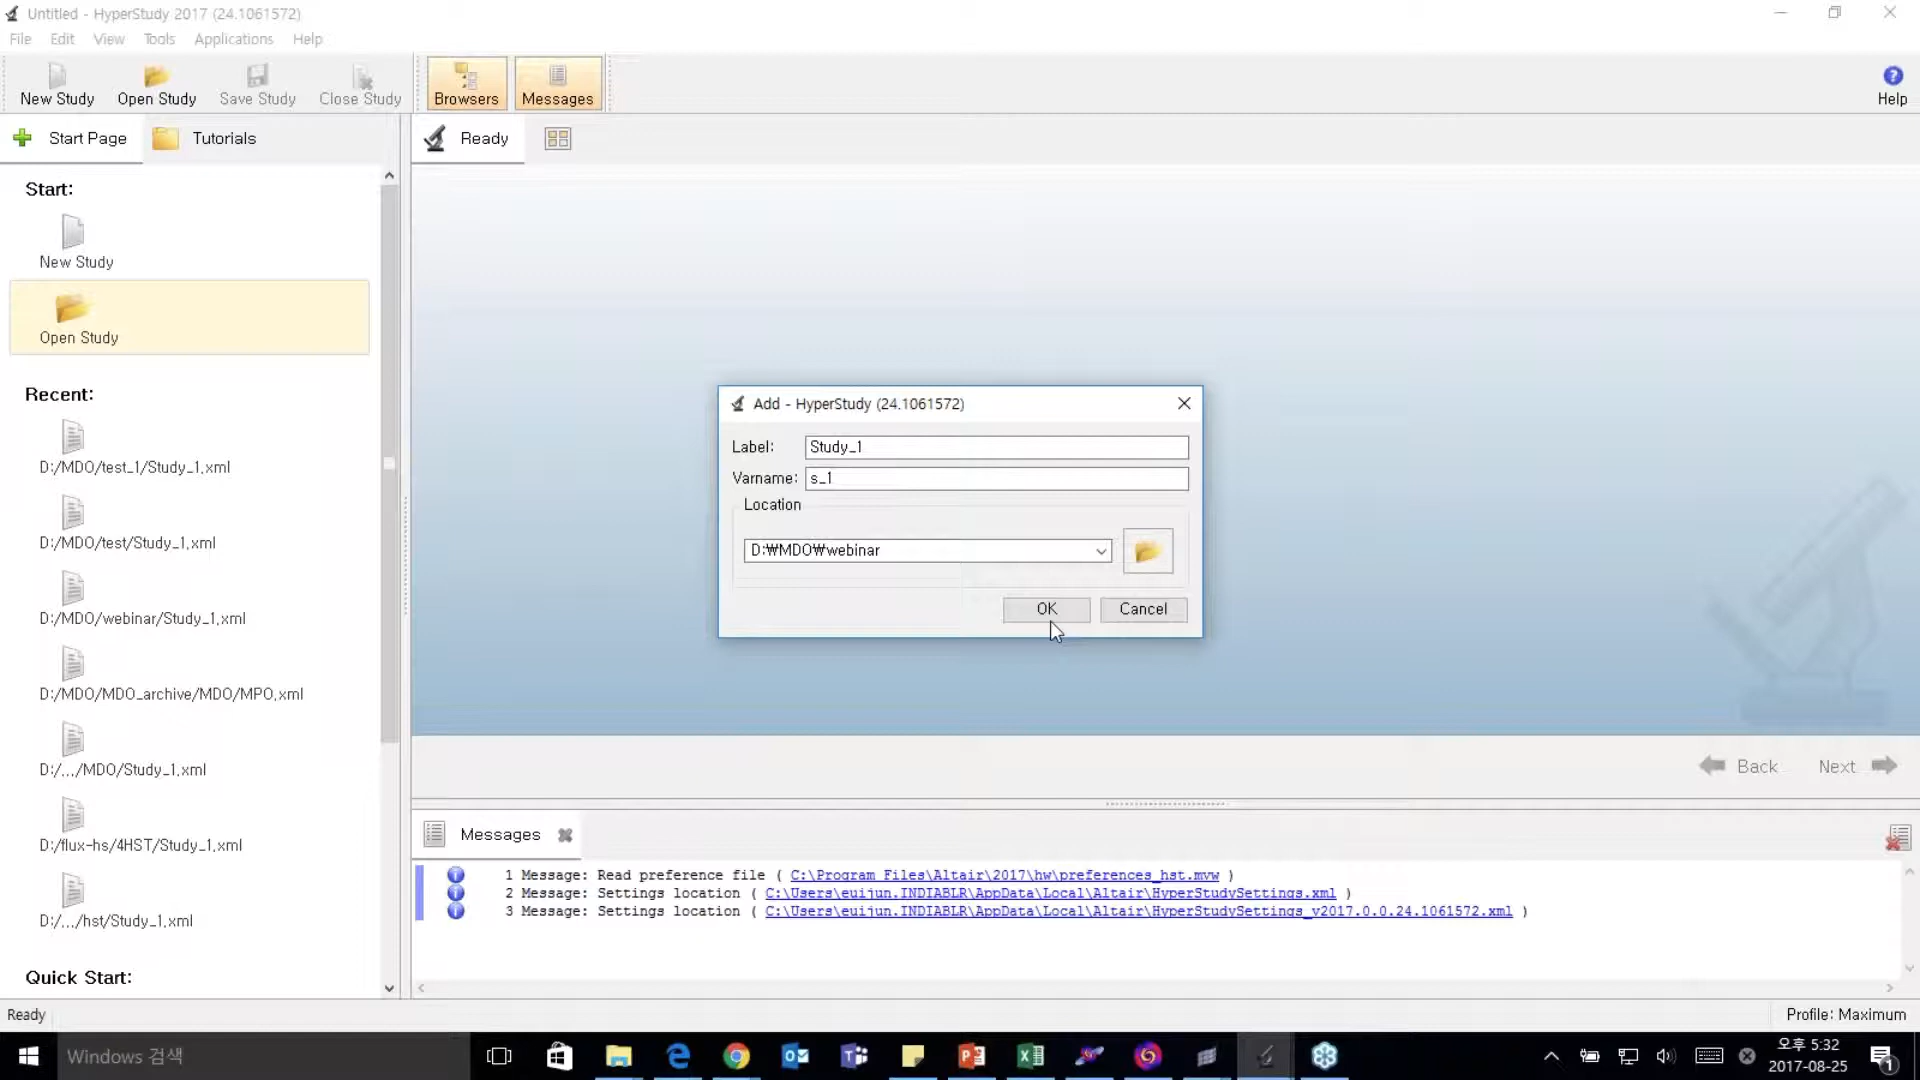 Untitled - HyperStudy 2017 (24.1061572)
File Edit View Tools Applications Help
New Study Open Study Save Study Close Study Browsers Messages Help
Start Page Tutorials Ready
Start:
New Study
Open Study
Recent:
D:/MDO/test_1/Study_1.xml
D:/MDO/test/Study_1.xml
D:/MDO/webinar/Study_1.xml
D:/MDO/MDO_archive/MDO/MPO.xml
D:/.../MDO/Study_1.xml
D:/flux-hs/4HST/Study_1.xml
D:/.../hst/Study_1.xml
Quick Start:
Add - HyperStudy (24.1061572)
Label: Study_1
Varname: s_1
Location
D:₩MDO₩webinar
OK Cancel
Back Next
Messages
1 Message: Read preference file ( C:\Program Files\Altair\2017\hw\preferences_hst.mvw )
2 Message: Settings location ( C:\Users\euijun.INDIABLR\AppData\Local\Altair\HyperStudySettings.xml )
3 Message: Settings location ( C:\Users\euijun.INDIABLR\AppData\Local\Altair\HyperStudySettings_v2017.0.0.24.1061572.xml )
Ready Profile: Maximum
Windows 검색
오후 5:32
2017-08-25
1